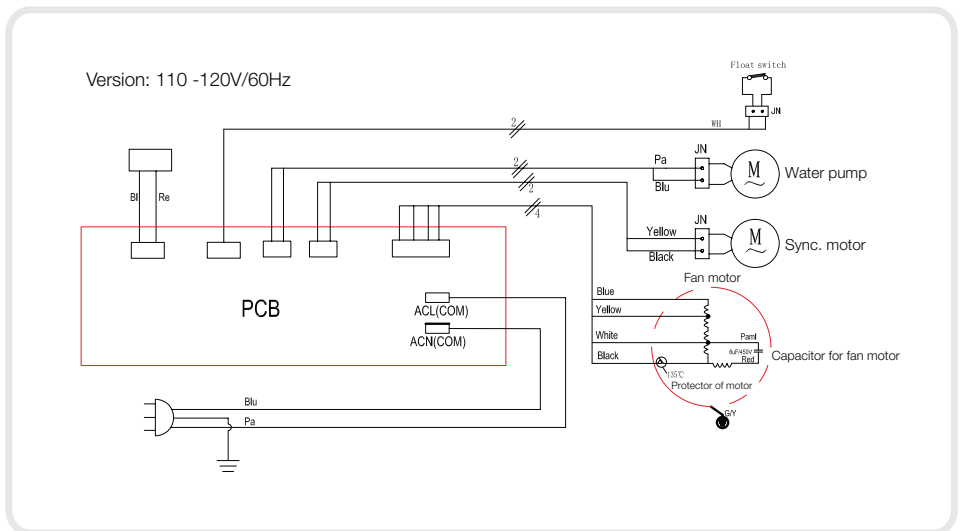 Version: 110 -120V/60Hz
Float switch
JN
2
WH
Bl
Re
2
2
Pa
Blu
JN
M
Water pump
4
Yellow
Black
JN
M
Sync. motor
Fan motor
PCB
ACL(COM)
ACN(COM)
Blue
Yellow
White
Black
Paml
6uF/450V
Red
Capacitor for fan motor
135℃
Protector of motor
G/Y
Blu
Pa